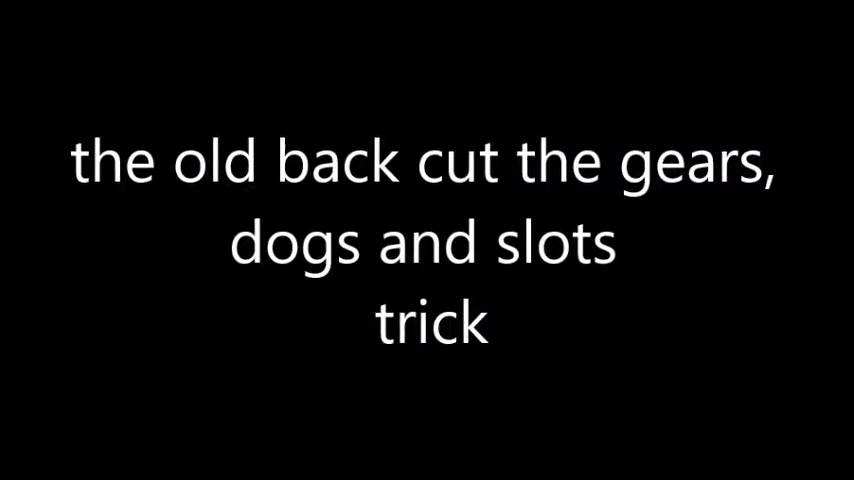 the old back cut the gears,
dogs and slots
trick